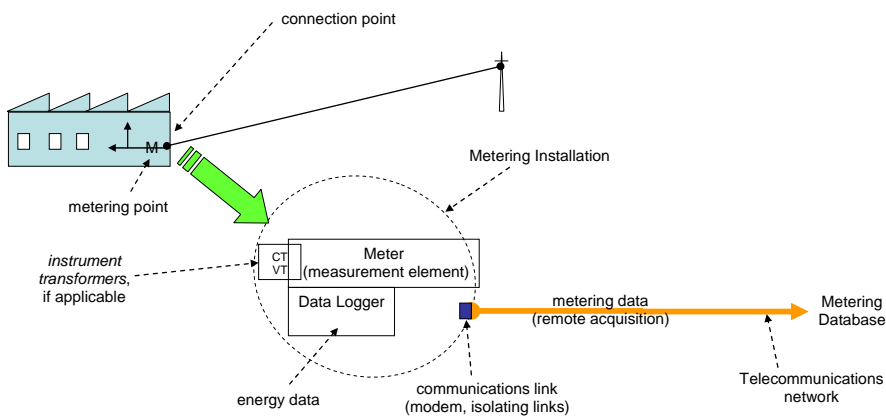 connection point
M
Metering Installation
metering point
instrument
transformers,
if applicable
CT
VT
Meter
(measurement element)
Data Logger
metering data
(remote acquisition)
Metering
Database
energy data
communications link
(modem, isolating links)
Telecommunications
network